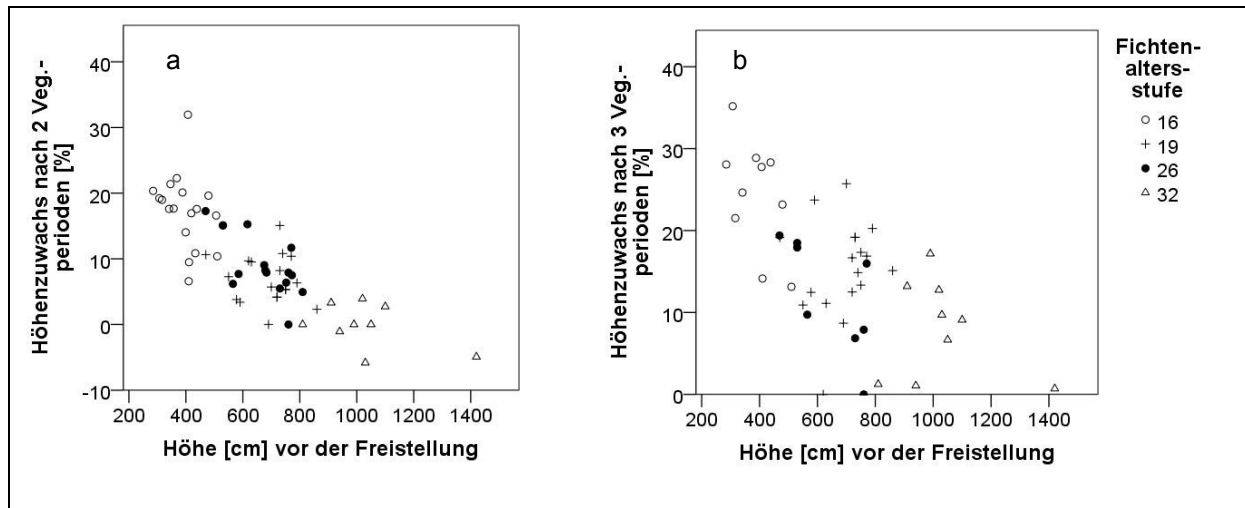 a
Höhenzuwachs nach 2 Veg.-
perioden [%]
40
30
20
10
0
-10
200 400 600 800 1000 1200 1400
Höhe [cm] vor der Freistellung
b
Höhenzuwachs nach 3 Veg.-
perioden [%]
40
30
20
10
0
200 400 600 800 1000 1200 1400
Höhe [cm] vor der Freistellung
Fichten-
alters-
stufe
16
19
26
32